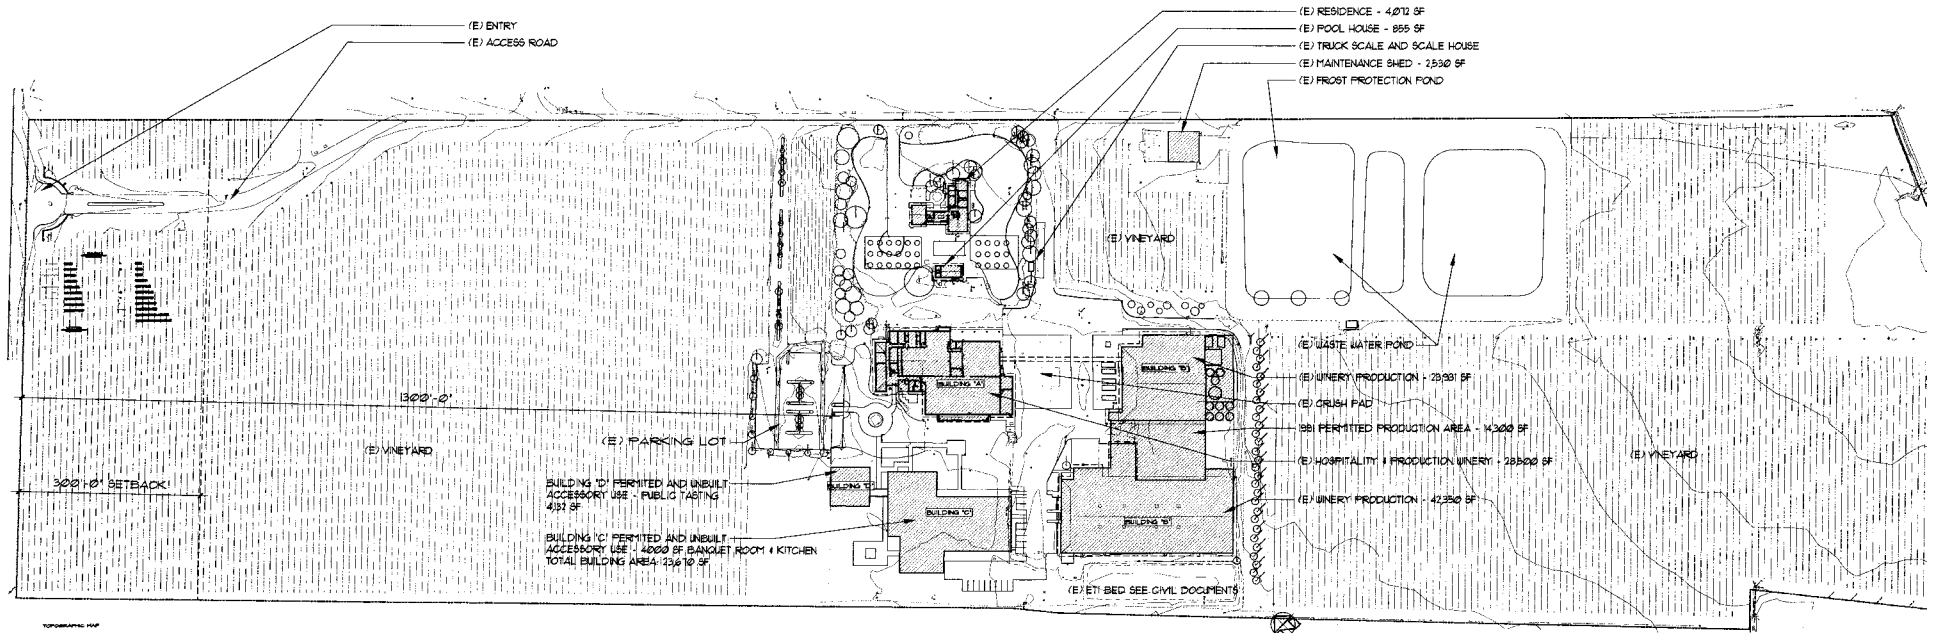 (E) ENTRY
(E) ACCESS ROAD
(E) RESIDENCE - 4,072 SF
(E) POOL HOUSE - 855 SF
(E) TRUCK SCALE AND SCALE HOUSE
(E) MAINTENANCE SHED - 2,530 SF
(E) FROST PROTECTION POND
(E) VINEYARD
(E) WASTE WATER POND
(E) WINERY PRODUCTION - 23,931 SF
(E) CRUSH PAD
1981 PERMITTED PRODUCTION AREA - 14,300 SF
(E) HOSPITALITY & PRODUCTION WINERY - 28,500 SF
(E) WINERY PRODUCTION - 42,350 SF
(E) VINEYARD
BUILDING "A"
BUILDING "B"
1300'-0"
(E) PARKING LOT
(E) VINEYARD
300'-0" SETBACK
BUILDING "D" PERMITED AND UNBUILT
ACCESSORY USE - PUBLIC TASTING
4,132 SF
BUILDING "D"
BUILDING "C"
BUILDING "B"
BUILDING "C" PERMITED AND UNBUILT
ACCESSORY USE - 4000 SF BANQUET ROOM & KITCHEN
TOTAL BUILDING AREA: 23,670 SF
(E) ETI BED SEE CIVIL DOCUMENTS
TOPOGRAPHIC MAP